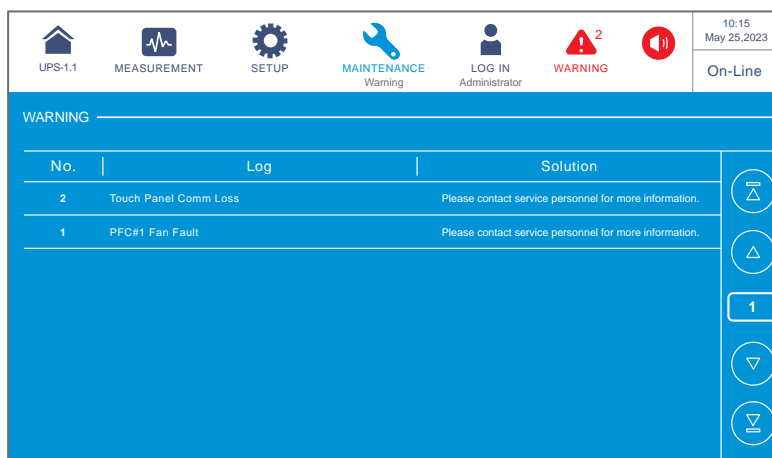 2
10:15
May 25,2023
UPS-1.1
MEASUREMENT
SETUP
MAINTENANCE
Warning
LOG IN
Administrator
WARNING
On-Line
WARNING
No. Log Solution
2 Touch Panel Comm Loss Please contact service personnel for more information.
1 PFC#1 Fan Fault Please contact service personnel for more information.
1